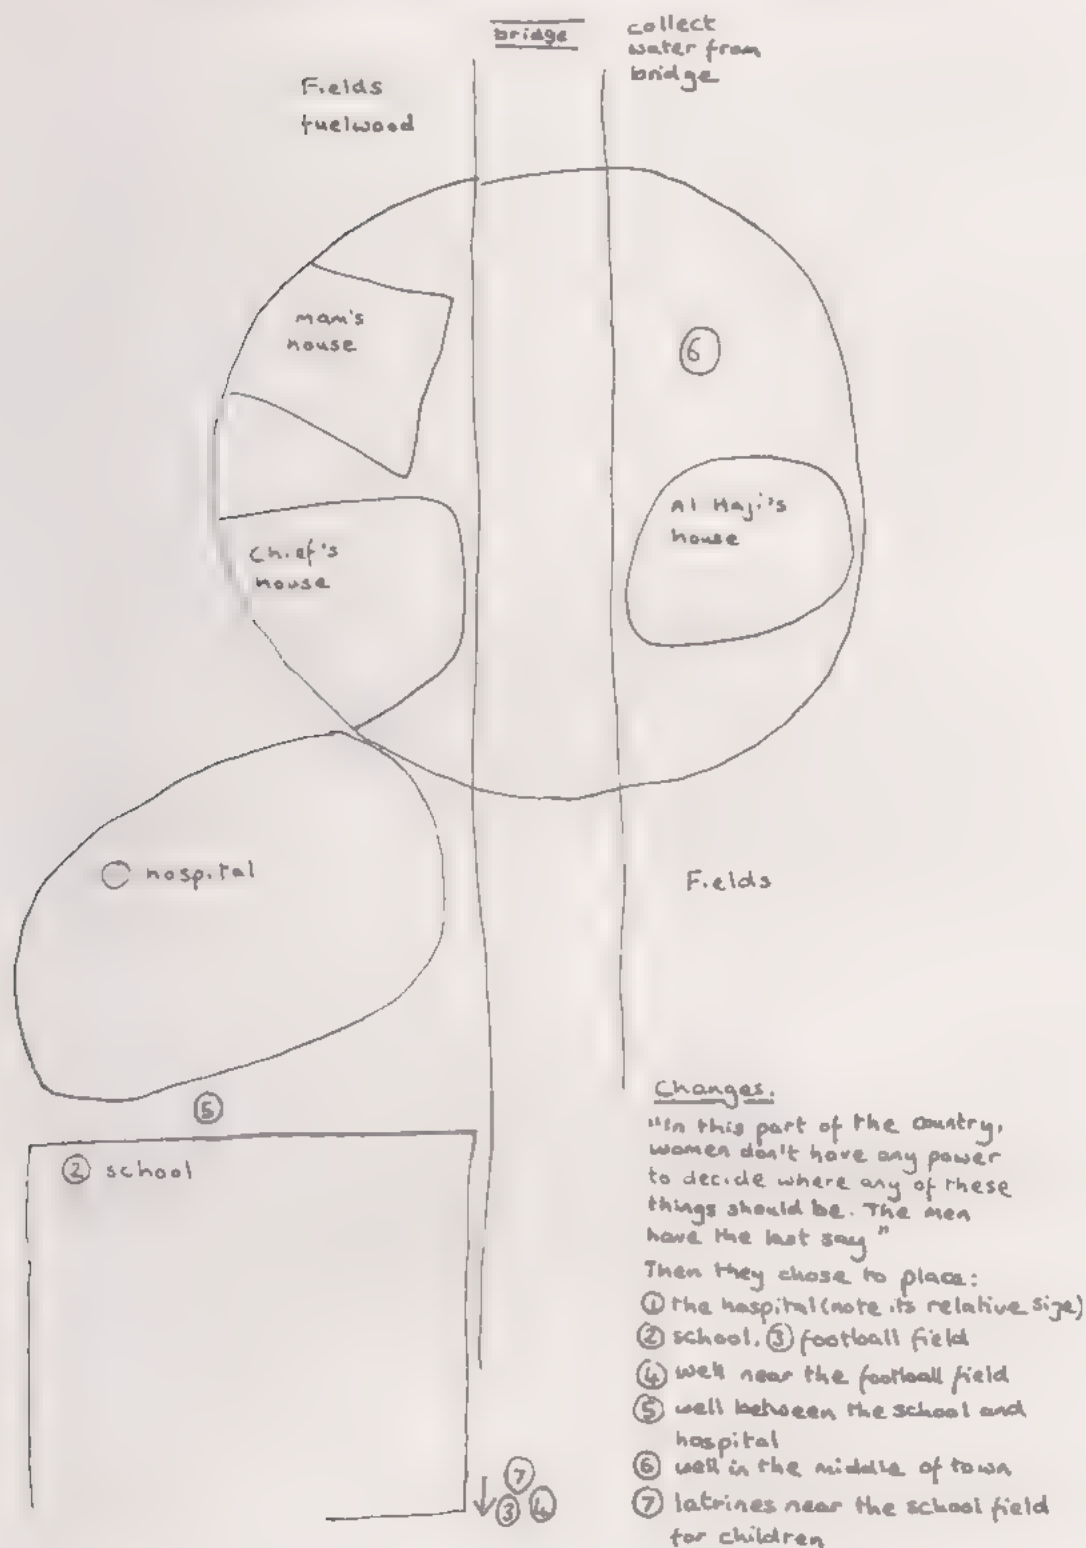 bridge
collect
water from
bridge
Fields
fuelwood
mam's
house
6
Al Haji's
house
Chief's
house
hospital
Fields
5
2 school
Changes.
"In this part of the country,
women don't have any power
to decide where any of these
things should be. The men
have the last say"
Then they chose to place:
1 the hospital (note its relative size)
2 school, 3 football field
4 well near the football field
5 well between the school and
hospital
6 well in the middle of town
7 latrines near the school field
for children
7
3 4